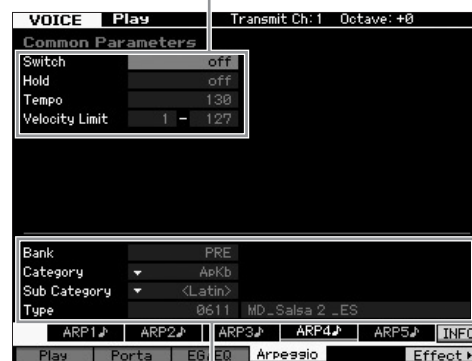 VOICE Play Transmit Ch: 1 Octave: +0
Common Parameters
Switch off
Hold off
Tempo 130
Velocity Limit 1 - 127
Bank PRE
Category ApKb
Sub Category <Latin>
Type 0611 MD_Salsa 2 _ES
ARP1♪ ARP2♪ ARP3♪ ARP4♪ ARP5♪ INFO
Play Porta EG/EQ Arpeggio Effect